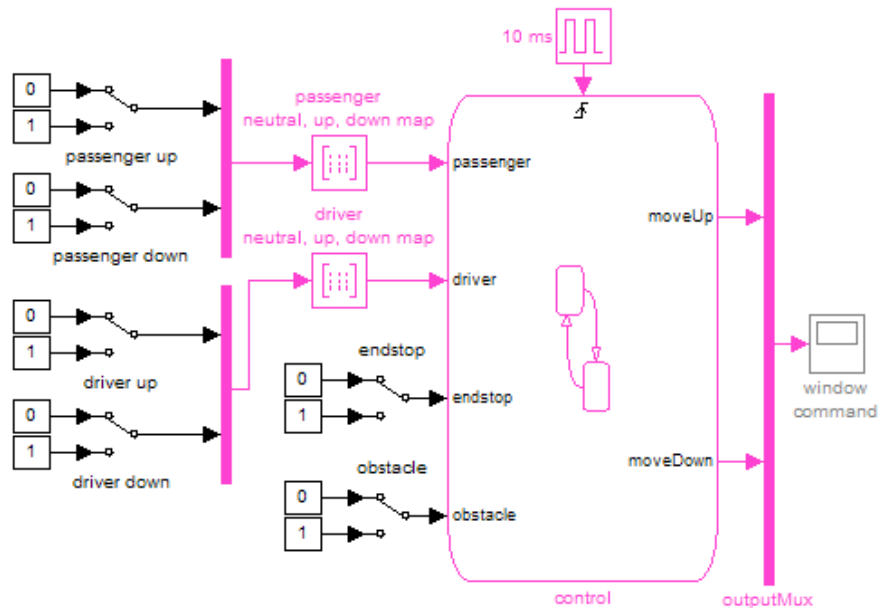 10 ms
0
1
passenger up
0
1
passenger down
passenger
neutral, up, down map
driver
neutral, up, down map
0
1
driver up
0
1
driver down
endstop
0
1
obstacle
0
1
passenger
driver
endstop
obstacle
moveUp
moveDown
control
outputMux
window
command